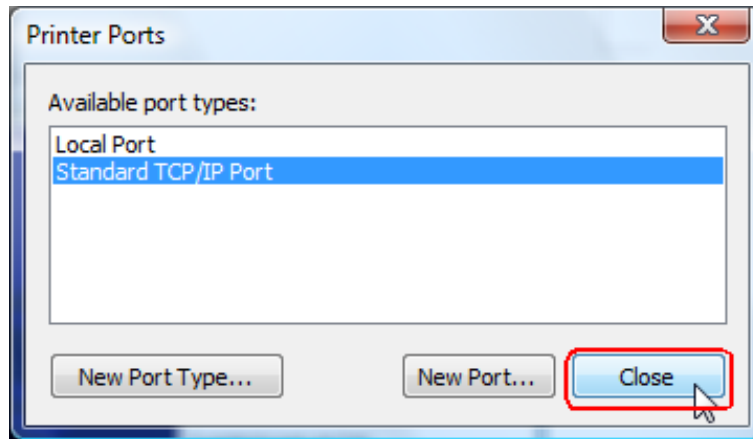 Printer Ports
Available port types:
Local Port
Standard TCP/IP Port
New Port Type... New Port... Close